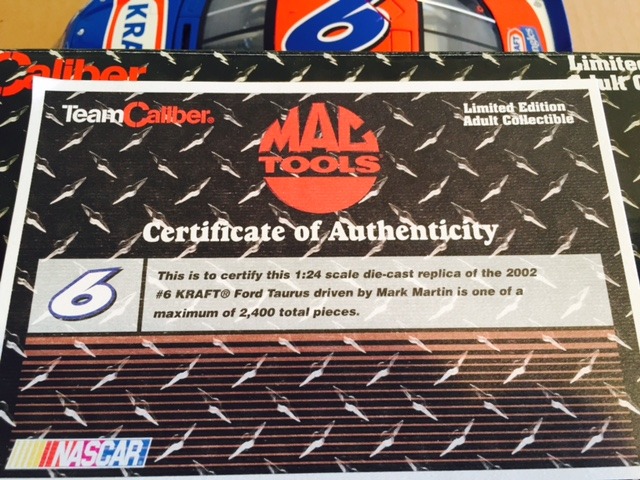 KRA
6
KRAFT
Caliber
Limited
Adult Col
TeamCaliber®
MAC
TOOLS
Limited Edition
Adult Collectible
Certificate of Authenticity
6
This is to certify this 1:24 scale die-cast replica of the 2002
#6 KRAFT® Ford Taurus driven by Mark Martin is one of a
maximum of 2,400 total pieces.
NASCAR